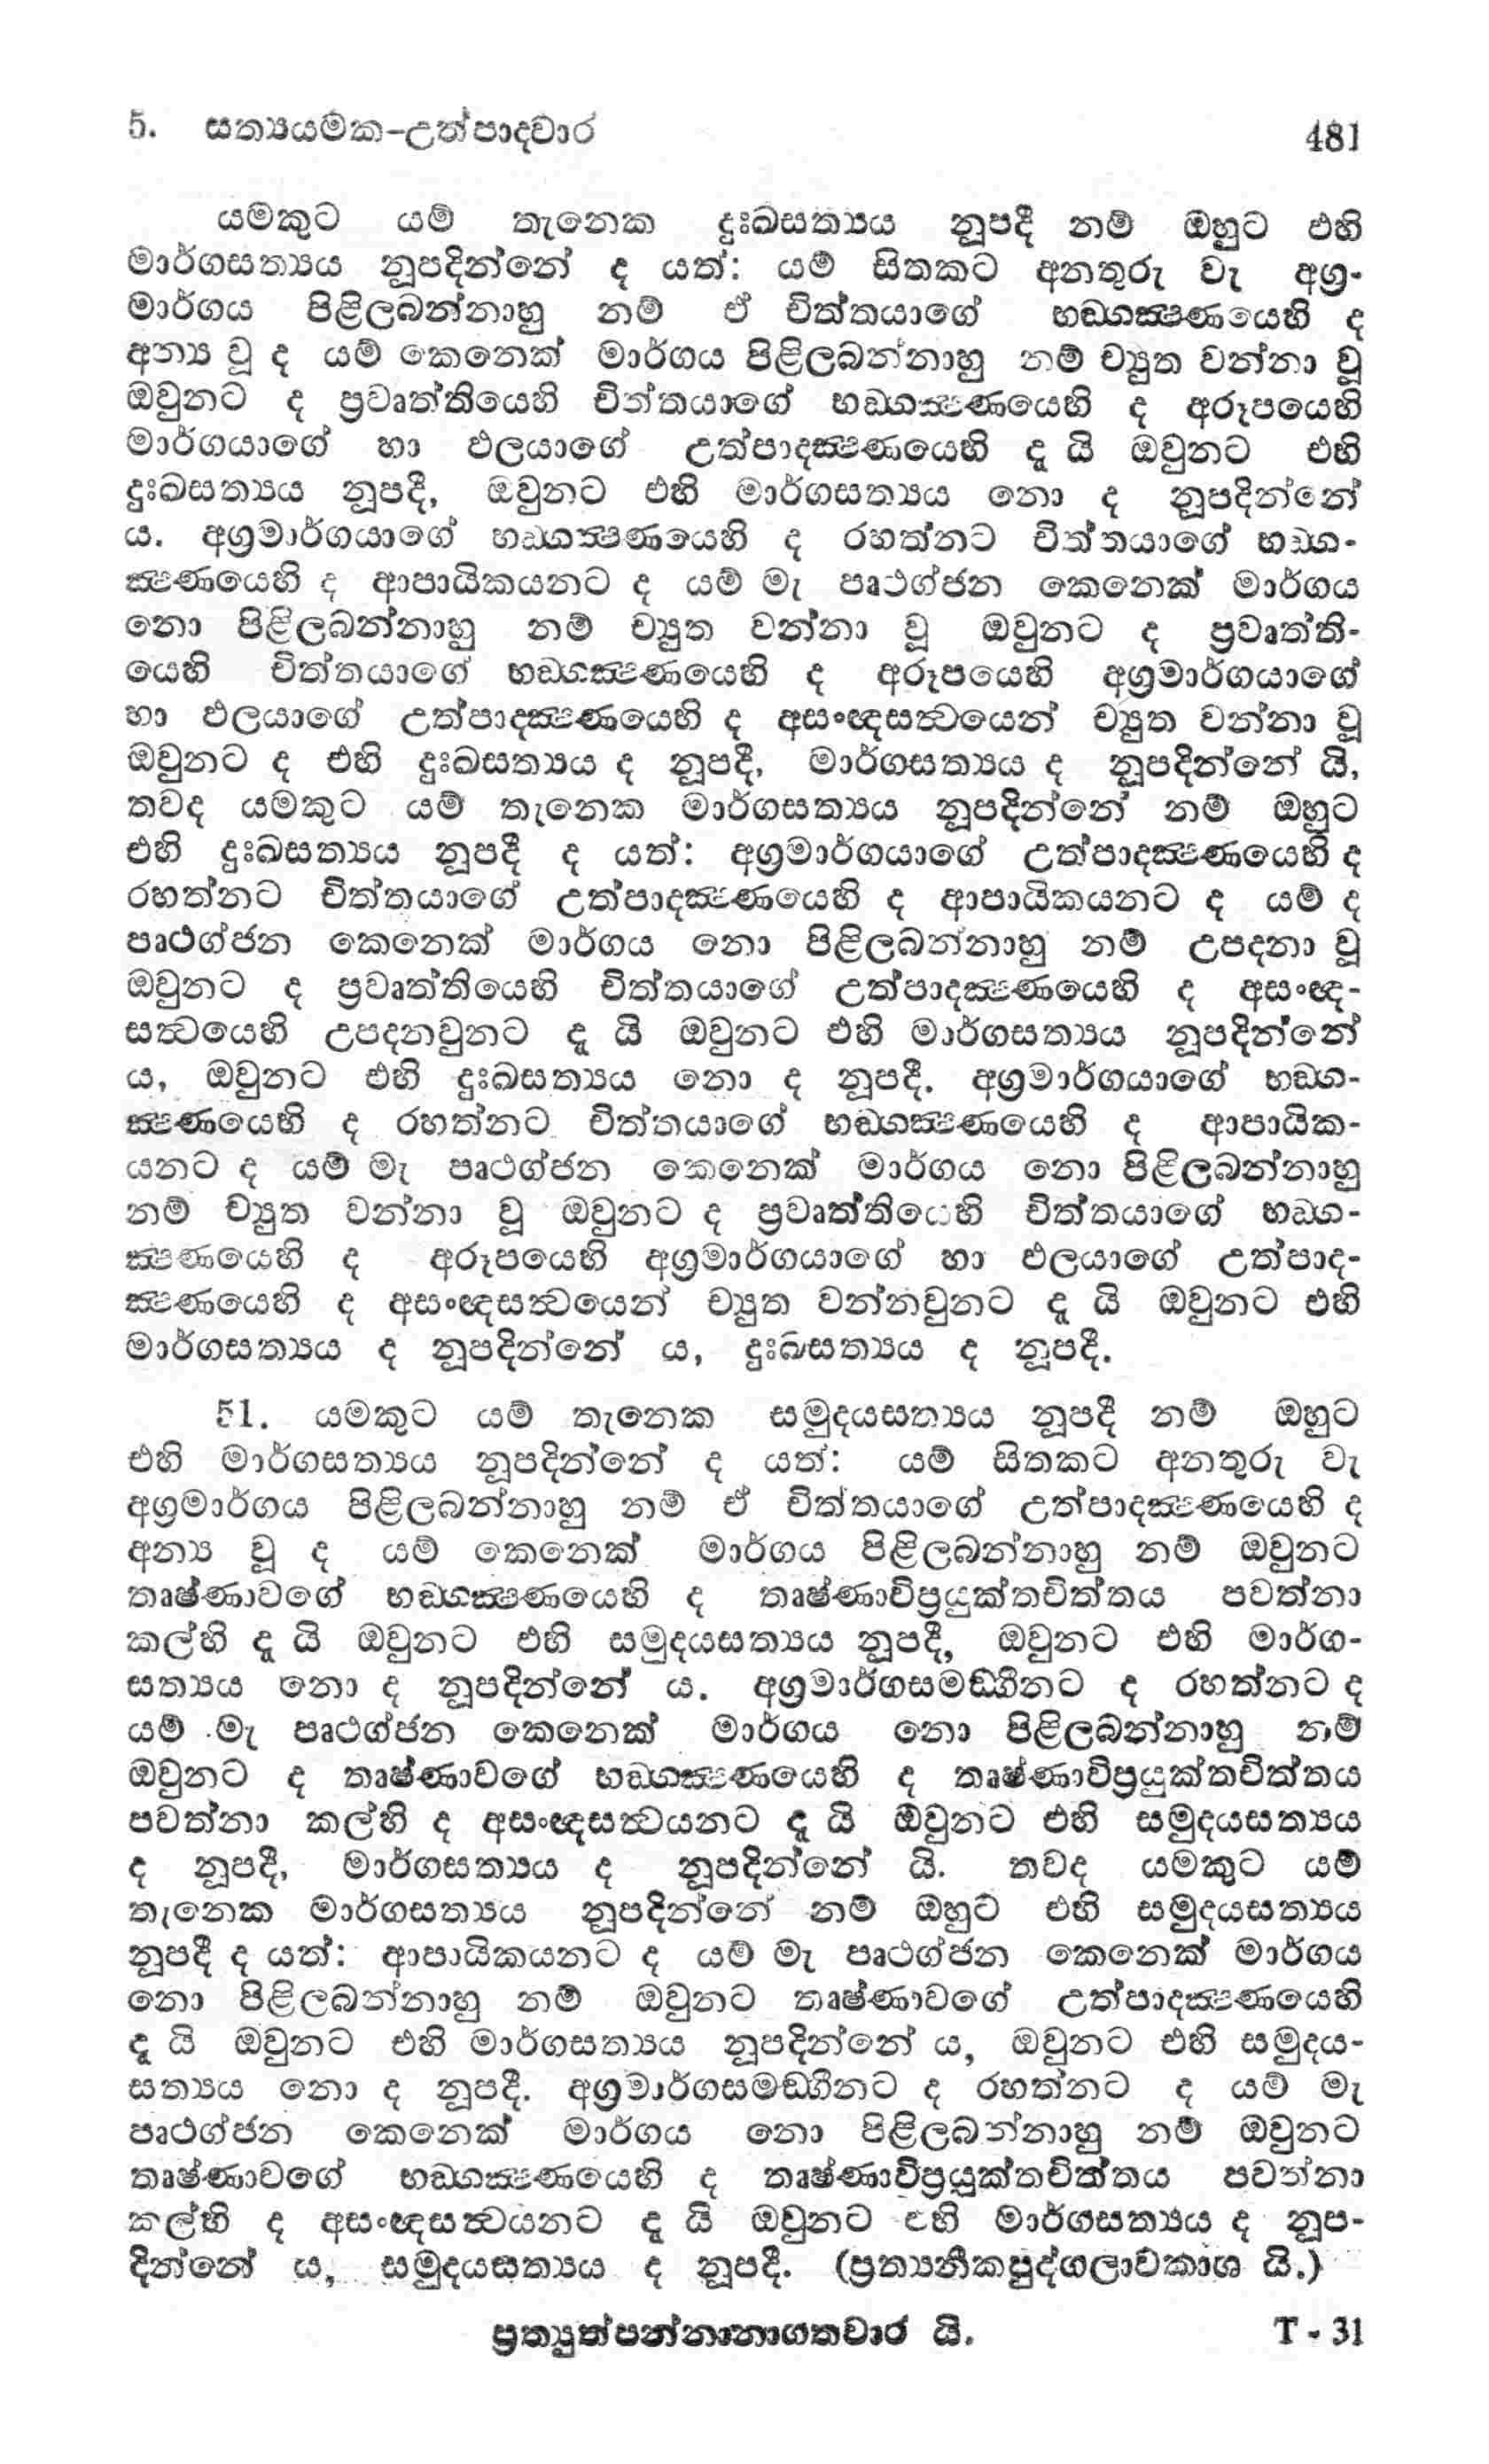 5. සත්‍යයමක-උත්පාදවාර 481
යමකුට යම් තැනෙක දුඃඛසත්‍යය නූපදී නම් ඔහුට එහි
මාර්ගසත්‍යය නූපදින්නේ ද යත්: යම් සිතකට අනතුරු වැ අග්‍ර-
මාර්ගය පිළිලබන්නාහු නම් ඒ චිත්තයාගේ භඞ්ගක්‍ෂණයෙහි ද
අන්‍ය වූ ද යම් කෙනෙක් මාර්ගය පිළිලබන්නාහු නම් ච්‍යුත වන්නා වූ
ඔවුනට ද ප්‍රවෘත්තියෙහි චිත්තයාගේ භඞ්ගක්‍ෂණයෙහි ද අරූපයෙහි
මාර්ගයාගේ හා ඵලයාගේ උත්පාදක්‍ෂණයෙහි දැ යි ඔවුනට එහි
දුඃඛසත්‍යය නූපදී, ඔවුනට එහි මාර්ගසත්‍යය නො ද නූපදින්නේ
ය. අග්‍රමාර්ගයාගේ භඞ්ගක්‍ෂණයෙහි ද රහත්නට චිත්තයාගේ භඞ්ග-
ක්‍ෂණයෙහි ද ආපායිකයනට ද යම් මැ පෘථග්ජන කෙනෙක් මාර්ගය
නො පිළිලබන්නාහු නම් ච්‍යුත වන්නා වූ ඔවුනට ද ප්‍රවෘත්ති-
යෙහි චිත්තයාගේ භඞ්ගක්‍ෂණයෙහි ද අරූපයෙහි අග්‍රමාර්ගයාගේ
හා ඵලයාගේ උත්පාදක්‍ෂණයෙහි ද අසංඥසත්‍වයෙන් ච්‍යුත වන්නා වූ
ඔවුනට ද එහි දුඃඛසත්‍යය ද නූපදී, මාර්ගසත්‍යය ද නූපදින්නේ යි,
තවද යමකුට යම් තැනෙක මාර්ගසත්‍යය නූපදින්නේ නම් ඔහුට
එහි දුඃඛසත්‍යය නූපදී ද යත්: අග්‍රමාර්ගයාගේ උත්පාදක්‍ෂණයෙහි ද
රහත්නට චිත්තයාගේ උත්පාදක්‍ෂණයෙහි ද ආපායිකයනට ද යම් ද
පෘථග්ජන කෙනෙක් මාර්ගය නො පිළිලබන්නාහු නම් උපදනා වූ
ඔවුනට ද ප්‍රවෘත්තියෙහි චිත්තයාගේ උත්පාදක්‍ෂණයෙහි ද අසංඥ-
සත්‍වයෙහි උපදනවුනට දැ යි ඔවුනට එහි මාර්ගසත්‍යය නූපදින්නේ
ය, ඔවුනට එහි දුඃඛසත්‍යය නො ද නූපදී. අග්‍රමාර්ගයාගේ භඞ්ග-
ක්‍ෂණයෙහි ද රහත්නට චිත්තයාගේ භඞ්ගක්‍ෂණයෙහි ද ආපායික-
යනට ද යම් මැ පෘථග්ජන කෙනෙක් මාර්ගය නො පිළිලබන්නාහු
නම් ච්‍යුත වන්නා වූ ඔවුනට ද ප්‍රවෘත්තියෙහි චිත්තයාගේ භඞ්ග-
ක්‍ෂණයෙහි ද අරූපයෙහි අග්‍රමාර්ගයාගේ හා ඵලයාගේ උත්පාද-
ක්‍ෂණයෙහි ද අසංඥසත්‍වයෙන් ච්‍යුත වන්නවුනට දැ යි ඔවුනට එහි
මාර්ගසත්‍යය ද නූපදින්නේ ය, දුඃඛසත්‍යය ද නූපදී.
51. යමකුට යම් තැනෙක සමුදයසත්‍යය නූපදී නම් ඔහුට
එහි මාර්ගසත්‍යය නූපදින්නේ ද යත්: යම් සිතකට අනතුරු වැ
අග්‍රමාර්ගය පිළිලබන්නාහු නම් ඒ චිත්තයාගේ උත්පාදක්‍ෂණයෙහි ද
අන්‍ය වූ ද යම් කෙනෙක් මාර්ගය පිළිලබන්නාහු නම් ඔවුනට
තෘෂ්ණාවගේ භඞ්ගක්‍ෂණයෙහි ද තෘෂ්ණාවිප්‍රයුක්තචිත්තය පවත්නා
කල්හි දැ යි ඔවුනට එහි සමුදයසත්‍යය නූපදී, ඔවුනට එහි මාර්ග-
සත්‍යය නො ද නූපදින්නේ ය. අග්‍රමාර්ගසමඞ්ගීනට ද රහත්නට ද
යම් මැ පෘථග්ජන කෙනෙක් මාර්ගය නො පිළිලබන්නාහු නම්
ඔවුනට ද තෘෂ්ණාවගේ භඞ්ගක්‍ෂණයෙහි ද තෘෂ්ණාවිප්‍රයුක්තචිත්තය
පවත්නා කල්හි ද අසංඥසත්‍වයනට දැ යි ඔවුනට එහි සමුදයසත්‍යය
ද නූපදී, මාර්ගසත්‍යය ද නූපදින්නේ යි. තවද යමකුට යම්
තැනෙක මාර්ගසත්‍යය නූපදින්නේ නම් ඔහුට එහි සමුදයසත්‍යය
නූපදී ද යත්: ආපායිකයනට ද යම් මැ පෘථග්ජන කෙනෙක් මාර්ගය
නො පිළිලබන්නාහු නම් ඔවුනට තෘෂ්ණාවගේ උත්පාදක්‍ෂණයෙහි
දැ යි ඔවුනට එහි මාර්ගසත්‍යය නූපදින්නේ ය, ඔවුනට එහි සමුදය-
සත්‍යය නො ද නූපදී. අග්‍රමාර්ගසමඞ්ගීනට ද රහත්නට ද යම් මැ
පෘථග්ජන කෙනෙක් මාර්ගය නො පිළිලබන්නාහු නම් ඔවුනට
තෘෂ්ණාවගේ භඞ්ගක්‍ෂණයෙහි ද තෘෂ්ණාවිප්‍රයුක්තචිත්තය පවත්නා
කල්හි ද අසංඥසත්‍වයනට දැ යි ඔවුනට එහි මාර්ගසත්‍යය ද නූප-
දින්නේ ය, සමුදයසත්‍යය ද නූපදී. (ප්‍රත්‍යනීකපුද්ගලාවකාශ යි.)
ප්‍රත්‍යුත්පන්නානාගතවාර යි. T - 31